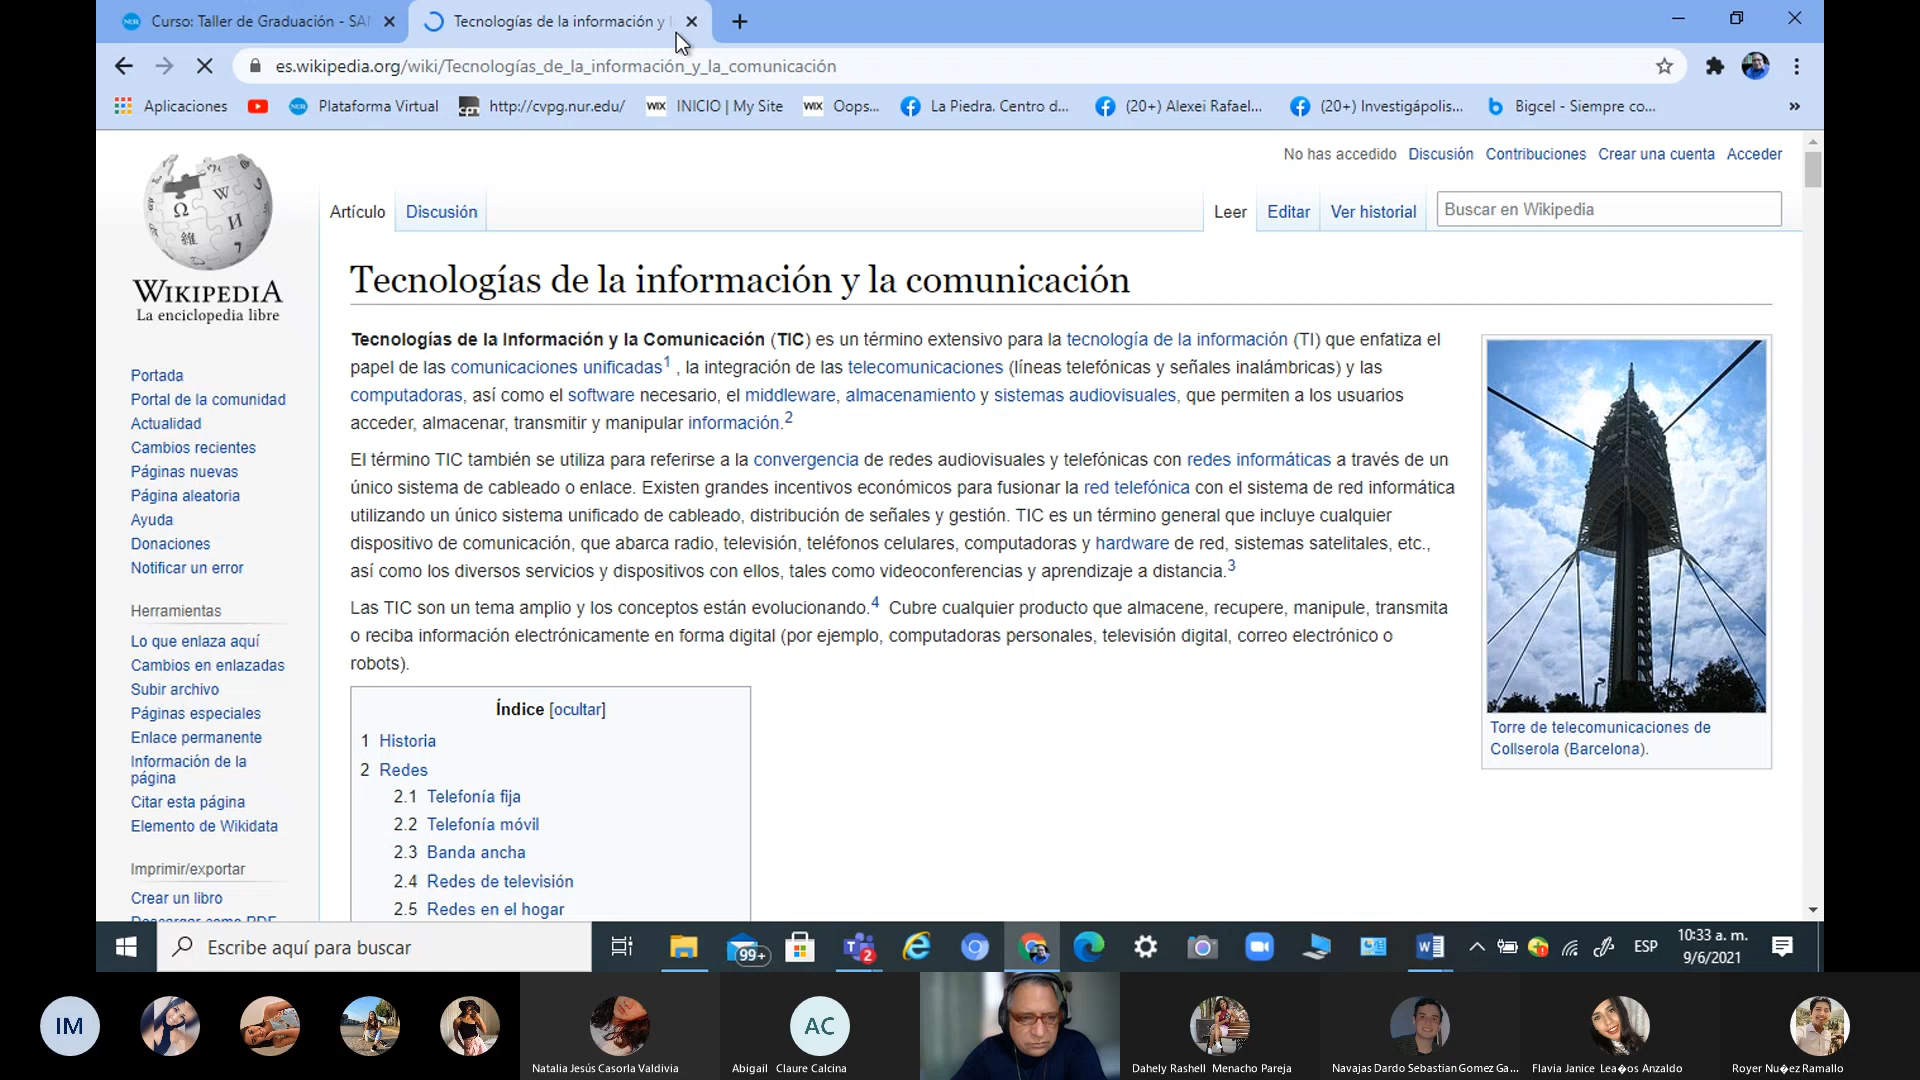 Curso: Taller de Graduación - SA
Tecnologías de la información y l
es.wikipedia.org/wiki/Tecnologías_de_la_información_y_la_comunicación
Aplicaciones
NUR Plataforma Virtual
http://cvpg.nur.edu/
WIX INICIO | My Site
WIX Oops...
La Piedra. Centro d...
(20+) Alexei Rafael...
(20+) Investigápolis...
Bigcel - Siempre co...
»
No has accedido Discusión Contribuciones Crear una cuenta Acceder
Artículo Discusión Leer Editar Ver historial Buscar en Wikipedia
WIKIPEDIA
La enciclopedia libre
Portada
Portal de la comunidad
Actualidad
Cambios recientes
Páginas nuevas
Página aleatoria
Ayuda
Donaciones
Notificar un error
Herramientas
Lo que enlaza aquí
Cambios en enlazadas
Subir archivo
Páginas especiales
Enlace permanente
Información de la
página
Citar esta página
Elemento de Wikidata
Imprimir/exportar
Crear un libro
Descargar como PDF
Tecnologías de la información y la comunicación
Tecnologías de la Información y la Comunicación (TIC) es un término extensivo para la tecnología de la información (TI) que enfatiza el
papel de las comunicaciones unificadas1 , la integración de las telecomunicaciones (líneas telefónicas y señales inalámbricas) y las
computadoras, así como el software necesario, el middleware, almacenamiento y sistemas audiovisuales, que permiten a los usuarios
acceder, almacenar, transmitir y manipular información.2
El término TIC también se utiliza para referirse a la convergencia de redes audiovisuales y telefónicas con redes informáticas a través de un
único sistema de cableado o enlace. Existen grandes incentivos económicos para fusionar la red telefónica con el sistema de red informática
utilizando un único sistema unificado de cableado, distribución de señales y gestión. TIC es un término general que incluye cualquier
dispositivo de comunicación, que abarca radio, televisión, teléfonos celulares, computadoras y hardware de red, sistemas satelitales, etc.,
así como los diversos servicios y dispositivos con ellos, tales como videoconferencias y aprendizaje a distancia.3
Las TIC son un tema amplio y los conceptos están evolucionando.4 Cubre cualquier producto que almacene, recupere, manipule, transmita
o reciba información electrónicamente en forma digital (por ejemplo, computadoras personales, televisión digital, correo electrónico o
robots).
Torre de telecomunicaciones de
Collserola (Barcelona).
Índice [ocultar]
1 Historia
2 Redes
2.1 Telefonía fija
2.2 Telefonía móvil
2.3 Banda ancha
2.4 Redes de televisión
2.5 Redes en el hogar
Escribe aquí para buscar
99+
2
ESP
10:33 a. m.
9/6/2021
IM
Natalia Jesús Casorla Valdivia
AC
Abigail Claure Calcina
Dahely Rashell Menacho Pareja
Navajas Dardo Sebastian Gomez Ga...
Flavia Janice Lea�os Anzaldo
Royer Nu�ez Ramallo